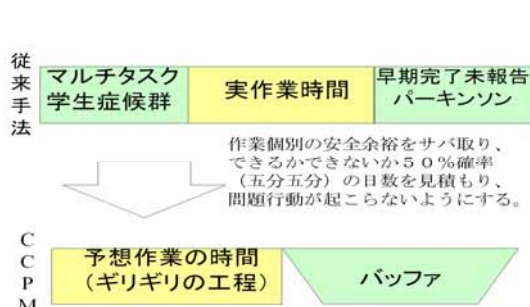 従来手法
マルチタスク
学生症候群
実作業時間
早期完了未報告
パーキンソン
作業個別の安全余裕をサバ取り、
できるかできないか５０％確率
（五分五分）の日数を見積もり、
問題行動が起こらないようにする。
CCPM
予想作業の時間
（ギリギリの工程）
バッファ